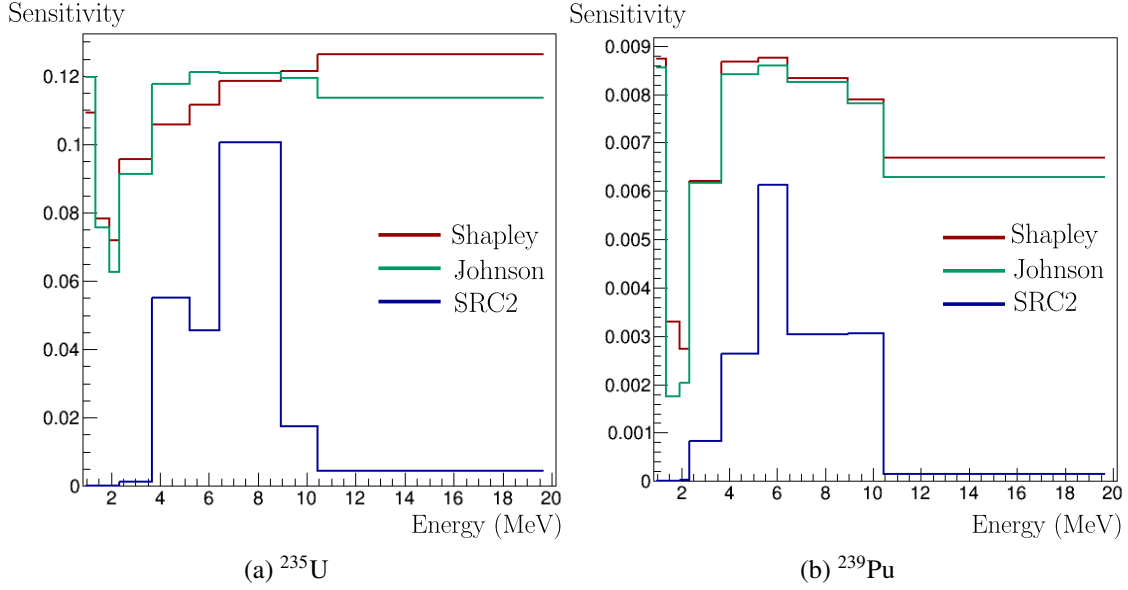 Sensitivity
0.12
0.1
0.08
0.06
0.04
0.02
0
Shapley
Johnson
SRC2
2 4 6 8 10 12 14 16 18 20
Energy (MeV)
(a) ²³⁵U
Sensitivity
0.009
0.008
0.007
0.006
0.005
0.004
0.003
0.002
0.001
0
Shapley
Johnson
SRC2
2 4 6 8 10 12 14 16 18 20
Energy (MeV)
(b) ²³⁹Pu